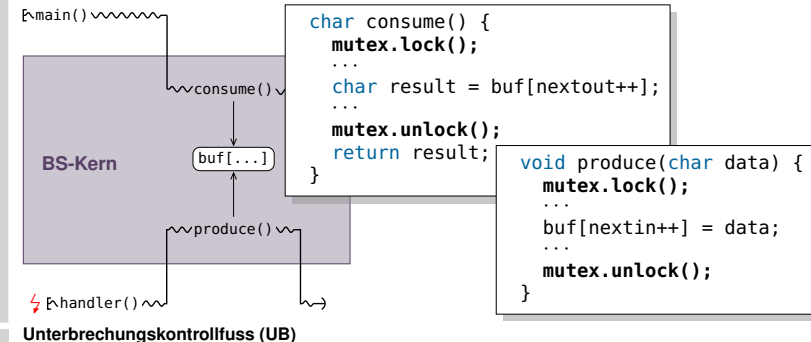 main()
consume()
BS-Kern
buf[...]
produce()
handler()
Unterbrechungskontrollfuss (UB)
char consume() {
mutex.lock();
...
char result = buf[nextout++];
...
mutex.unlock();
return result;
}
void produce(char data) {
mutex.lock();
...
buf[nextin++] = data;
...
mutex.unlock();
}